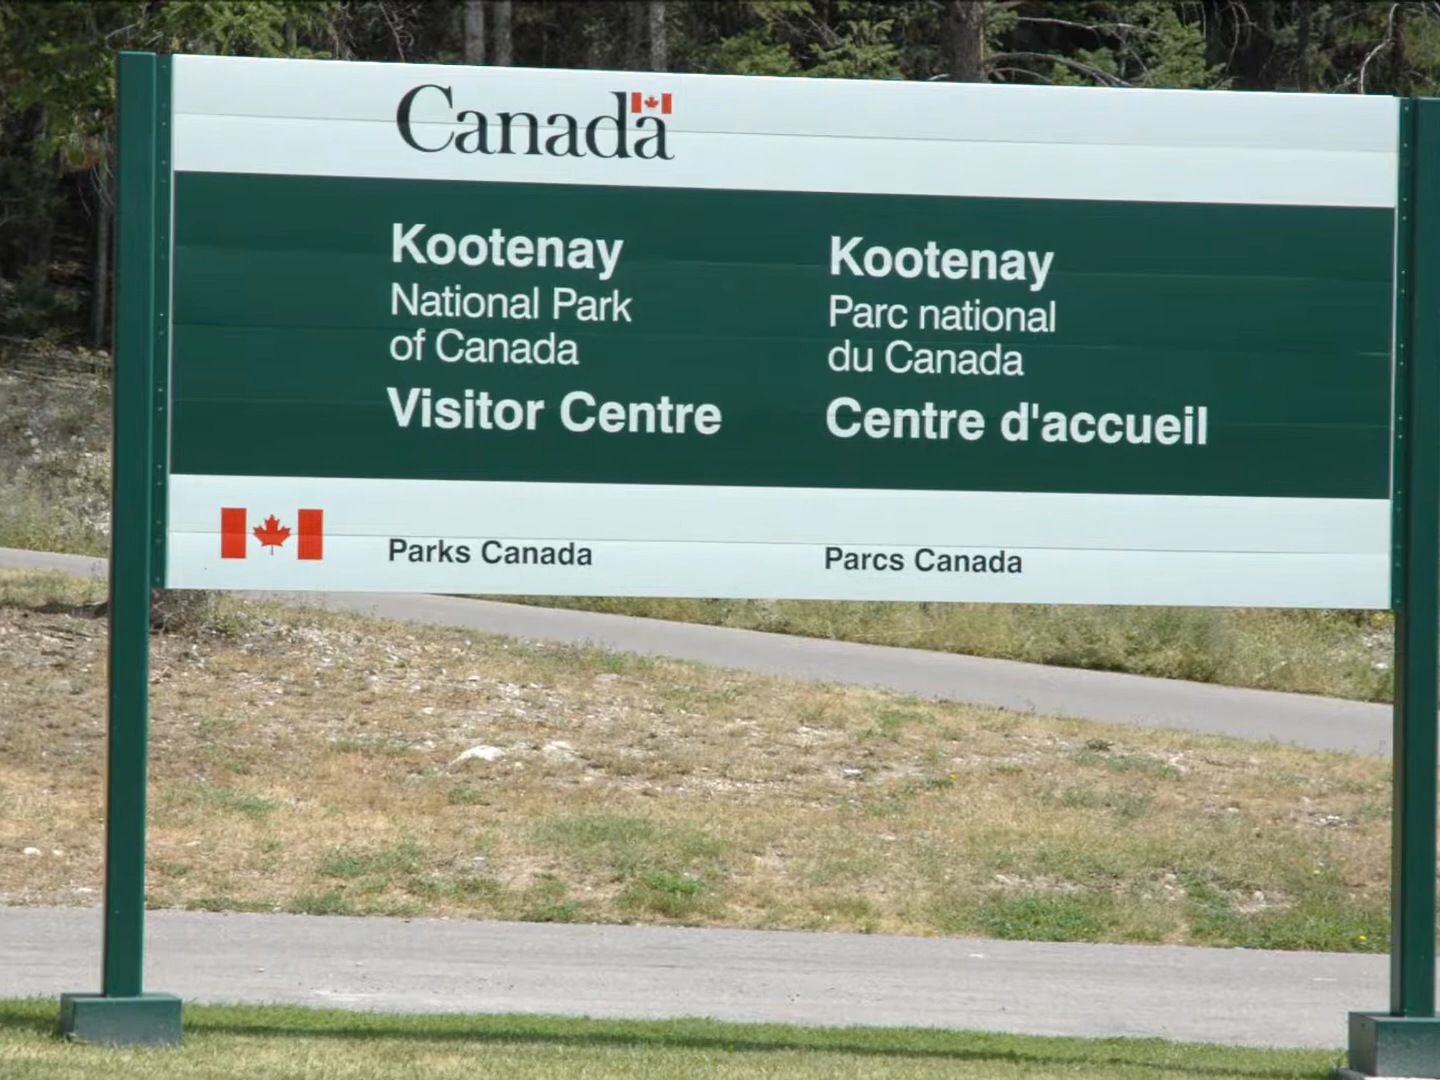 Canada
Kootenay
National Park
of Canada
Visitor Centre
Kootenay
Parc national
du Canada
Centre d'accueil
Parks Canada
Parcs Canada